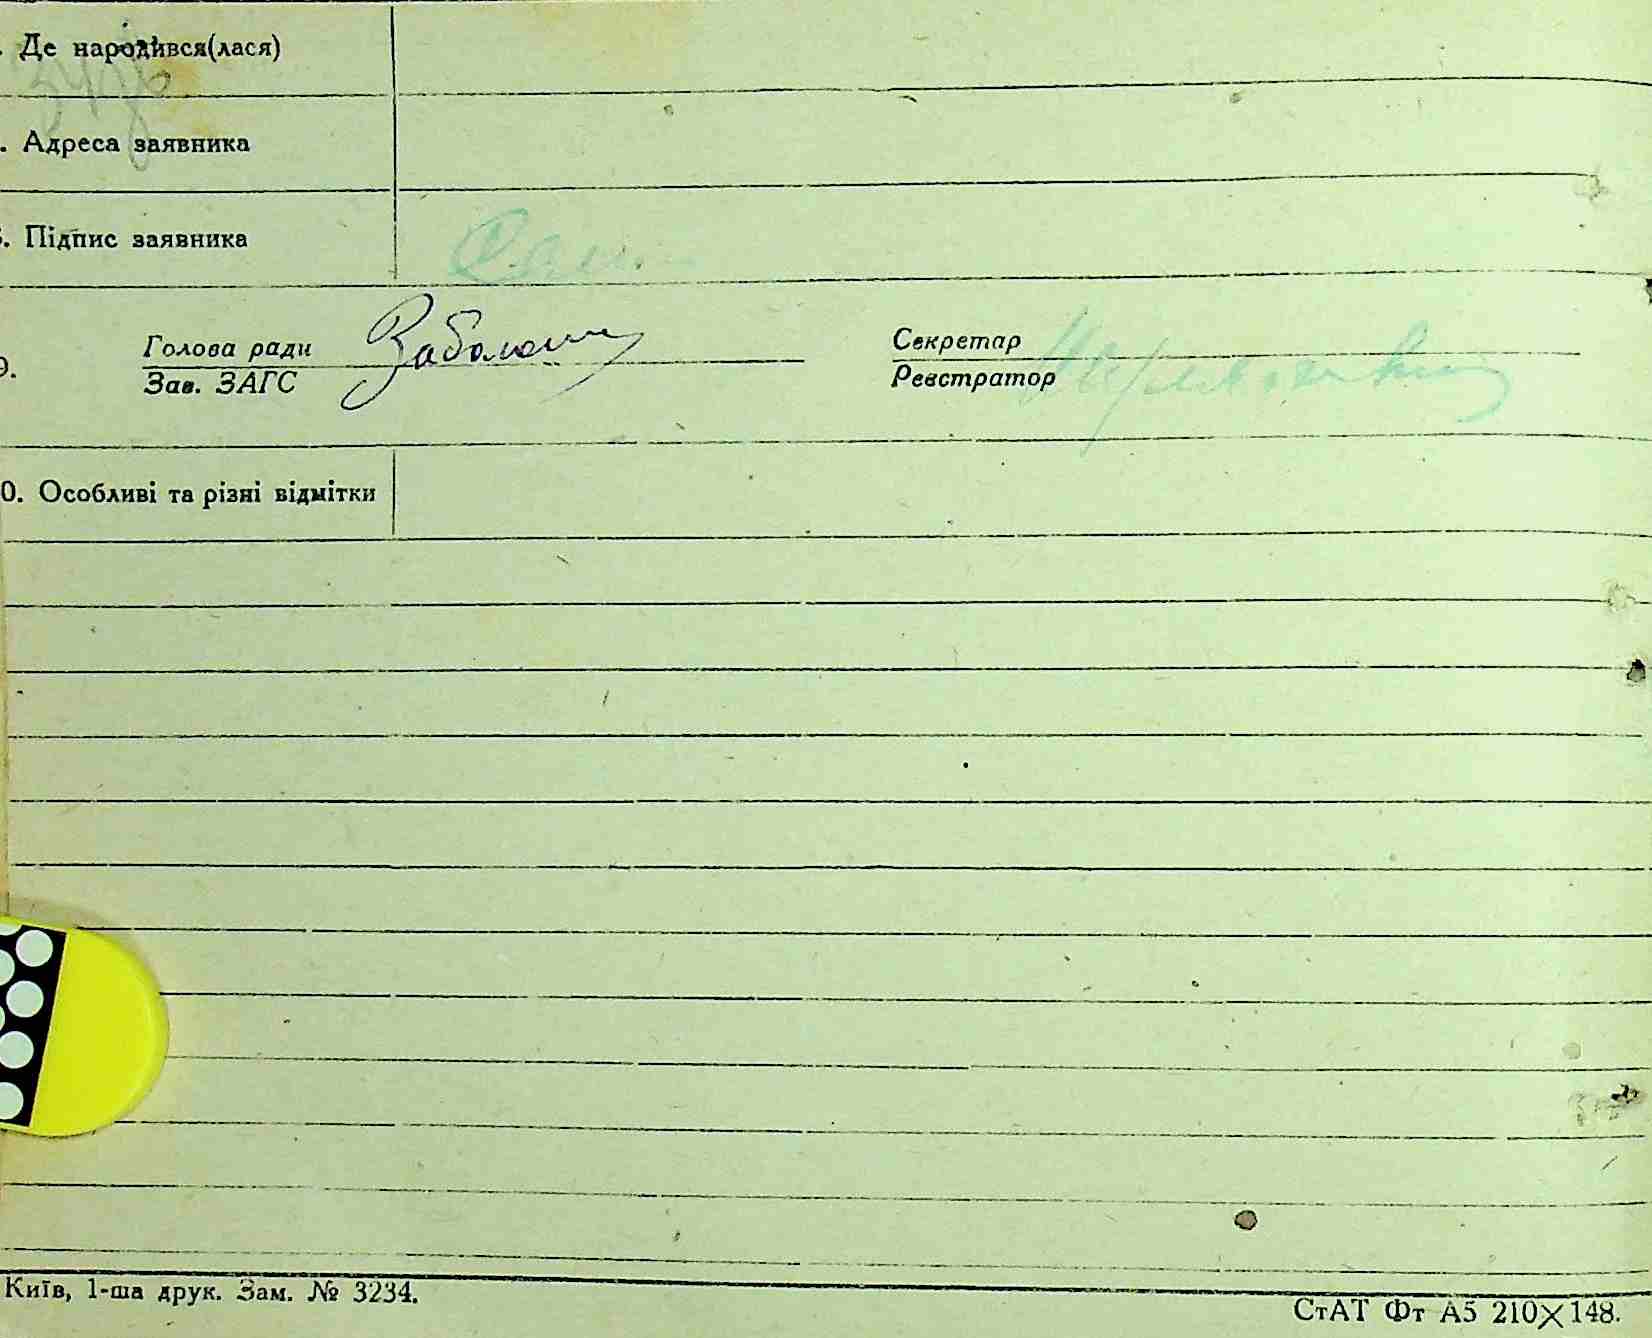 . Де народився(лася)
. Адреса заявника
. Підпис заявника
Голова ради
Зав. ЗАГС
Секретар
Реєстратор
0. Особливі та різні відмітки
Київ, 1-ша друк. Зам. № 3234.
СтАТ Фт А5 210×148.